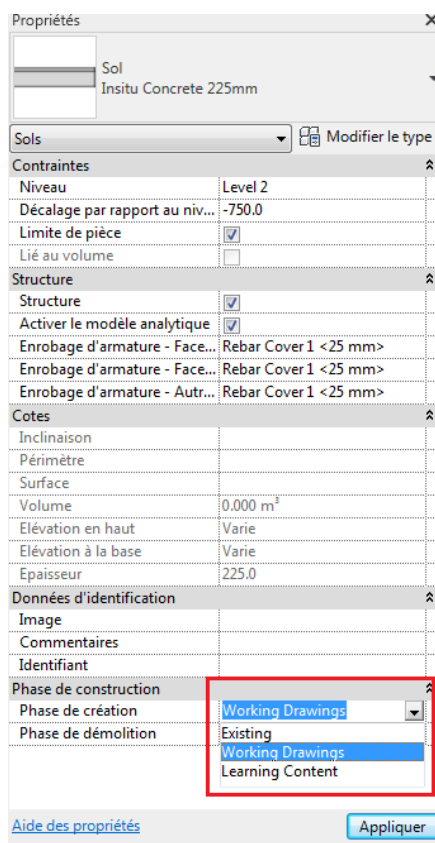 Propriétés
Sol
Insitu Concrete 225mm
Sols Modifier le type
Contraintes
Niveau Level 2
Décalage par rapport au niv... -750.0
Limite de pièce
Lié au volume
Structure
Structure
Activer le modèle analytique
Enrobage d'armature - Face... Rebar Cover 1 <25 mm>
Enrobage d'armature - Face... Rebar Cover 1 <25 mm>
Enrobage d'armature - Autr... Rebar Cover 1 <25 mm>
Cotes
Inclinaison
Périmètre
Surface
Volume 0.000 m³
Elévation en haut Varie
Elévation à la base Varie
Epaisseur 225.0
Données d'identification
Image
Commentaires
Identifiant
Phase de construction
Phase de création Working Drawings
Phase de démolition Existing
Working Drawings
Learning Content
Aide des propriétés Appliquer